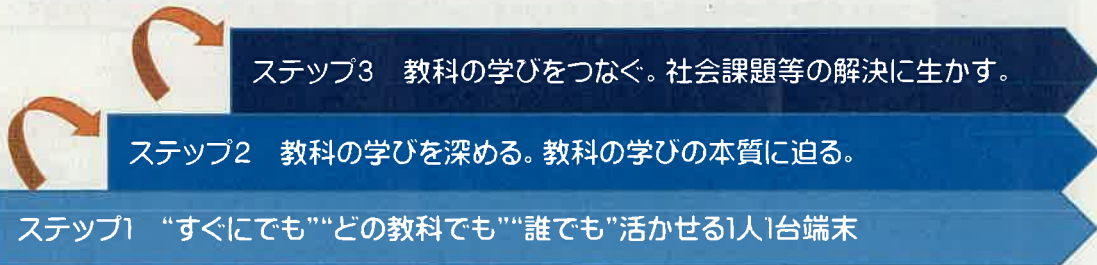 ステップ3　教科の学びをつなぐ。社会課題等の解決に生かす。
ステップ2　教科の学びを深める。教科の学びの本質に迫る。
ステップ1　“すぐにでも”“どの教科でも”“誰でも”活かせる1人1台端末